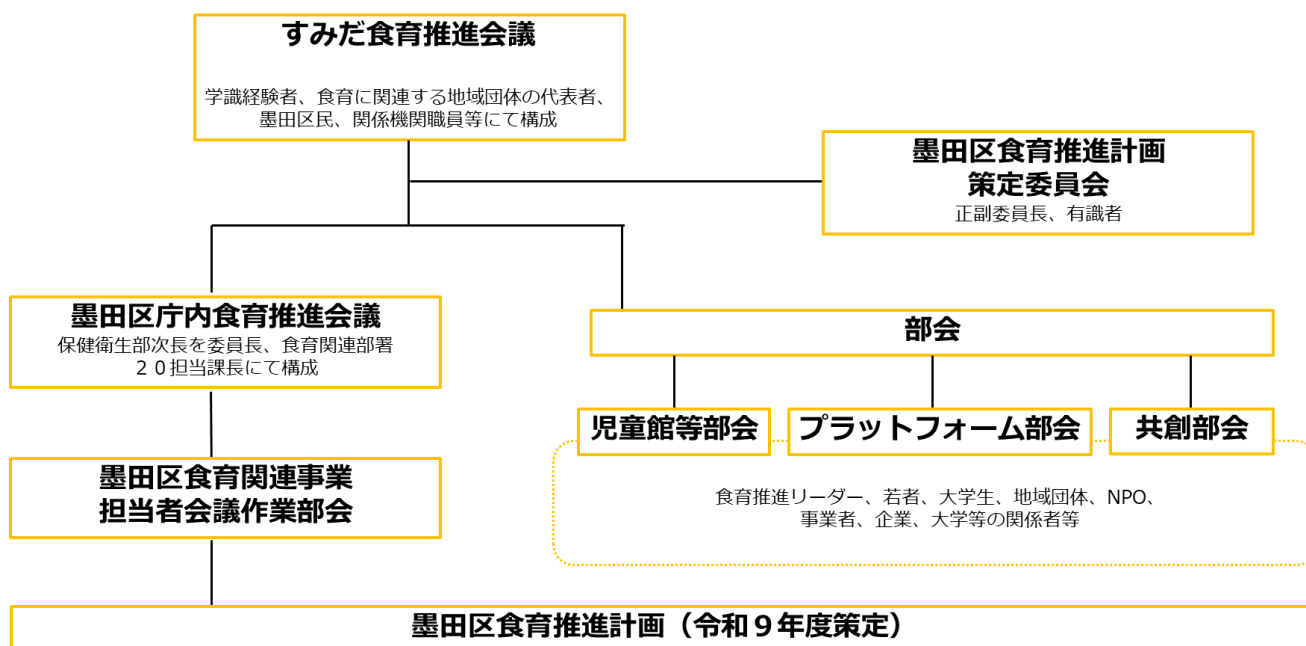 すみだ食育推進会議
学識経験者、食育に関連する地域団体の代表者、
墨田区民、関係機関職員等にて構成
墨田区食育推進計画
策定委員会
正副委員長、有識者
墨田区庁内食育推進会議
保健衛生部次長を委員長、食育関連部署
２０担当課長にて構成
部会
児童館等部会
プラットフォーム部会
共創部会
墨田区食育関連事業
担当者会議作業部会
食育推進リーダー、若者、大学生、地域団体、NPO、
事業者、企業、大学等の関係者等
墨田区食育推進計画（令和９年度策定）